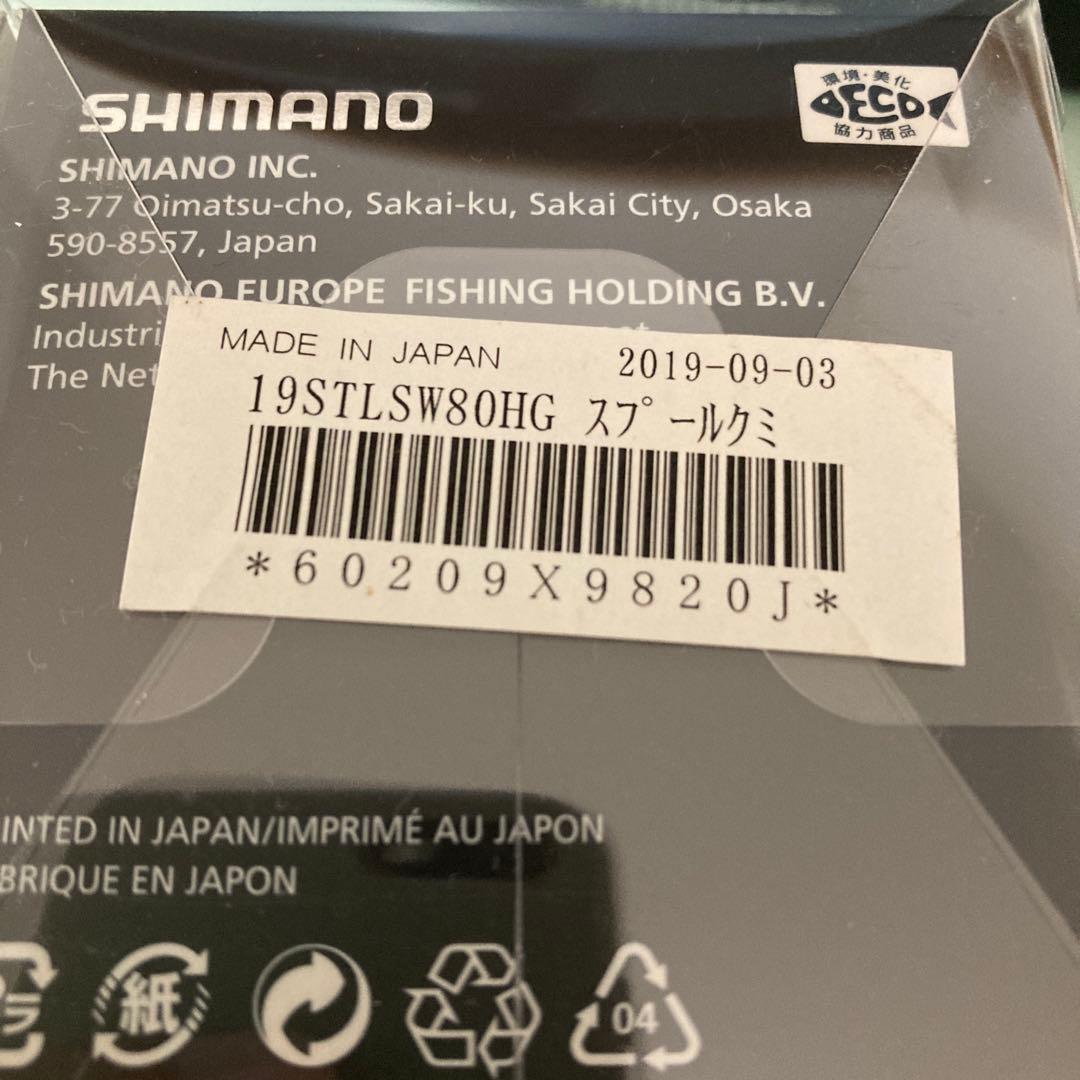 SHIMANO
環境・美化
DECO
協力商品
SHIMANO INC.
3-77 Oimatsu-cho, Sakai-ku, Sakai City, Osaka
590-8557, Japan
SHIMANO EUROPE FISHING HOLDING B.V.
Industri
The Net
MADE IN JAPAN 2019-09-03
19STLSW80HG スプールクミ
*60209X9820J*
INTED IN JAPAN/IMPRIMÉ AU JAPON
BRIQUE EN JAPON
ラ 紙 04